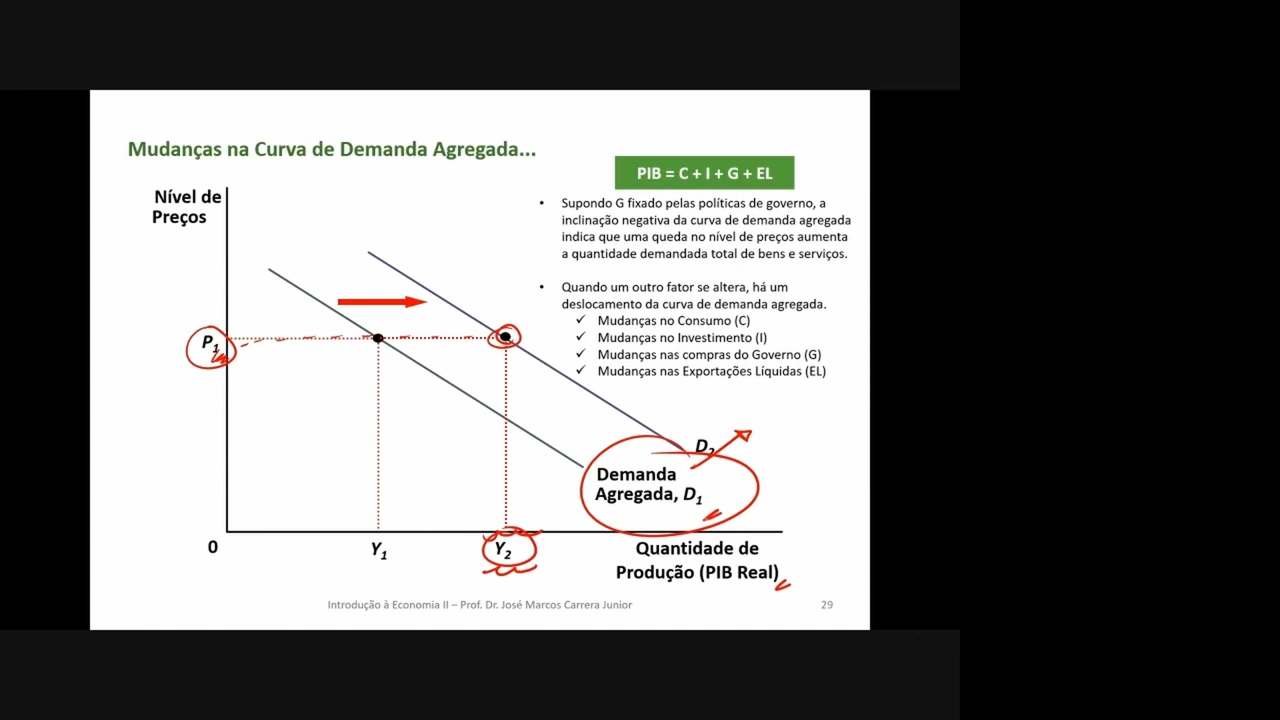 Mudanças na Curva de Demanda Agregada...
PIB = C + I + G + EL
Nível de
Preços
• Supondo G fixado pelas políticas de governo, a
inclinação negativa da curva de demanda agregada
indica que uma queda no nível de preços aumenta
a quantidade demandada total de bens e serviços.
• Quando um outro fator se altera, há um
deslocamento da curva de demanda agregada.
✓ Mudanças no Consumo (C)
✓ Mudanças no Investimento (I)
✓ Mudanças nas compras do Governo (G)
✓ Mudanças nas Exportações Líquidas (EL)
P1
D2
Demanda
Agregada, D1
0
Y1
Y2
Quantidade de
Produção (PIB Real)
Introdução à Economia II – Prof. Dr. José Marcos Carrera Junior
29